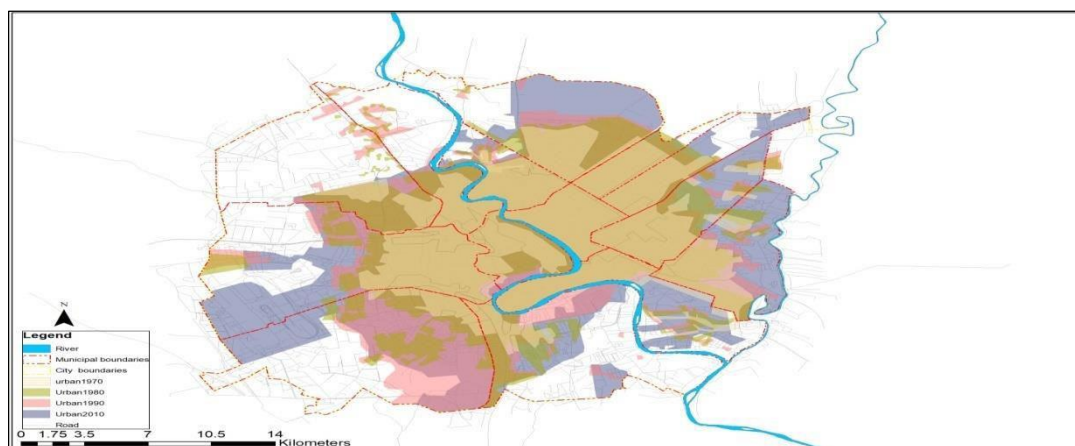 N
Legend
River
Municipal boundaries
City boundaries
urban1970
Urban1980
Urban1990
Urban2010
Road
0 1.75 3.5 7 10.5 14
Kilometers